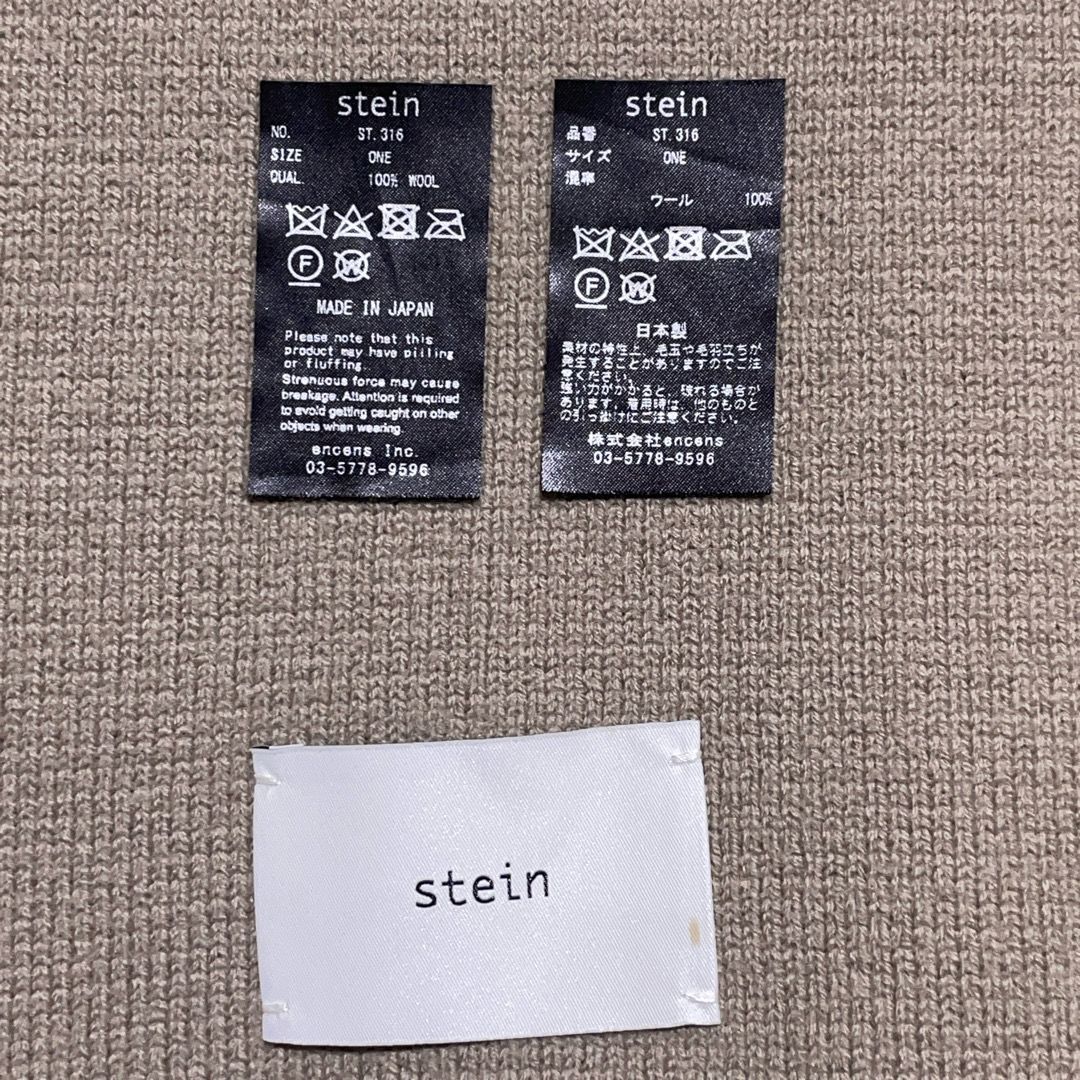 stein
NO. ST.316
SIZE ONE
QUAL. 100% WOOL
F W
MADE IN JAPAN
Please note that this
product may have pilling
or fluffing.
Strenuous force may cause
breakage. Attention is required
to avoid getting caught on other
objects when wearing.
encens Inc.
03-5778-9596
stein
品番 ST.316
サイズ ONE
混率
ウール 100%
F W
日本製
素材の特性上、毛玉や毛羽立ちが
発生することがありますのでご注
意ください。
強い力がかかると、破れる場合が
あります。着用時は、他のものと
の引っ掛けにご注意ください。
株式会社encens
03-5778-9596
stein